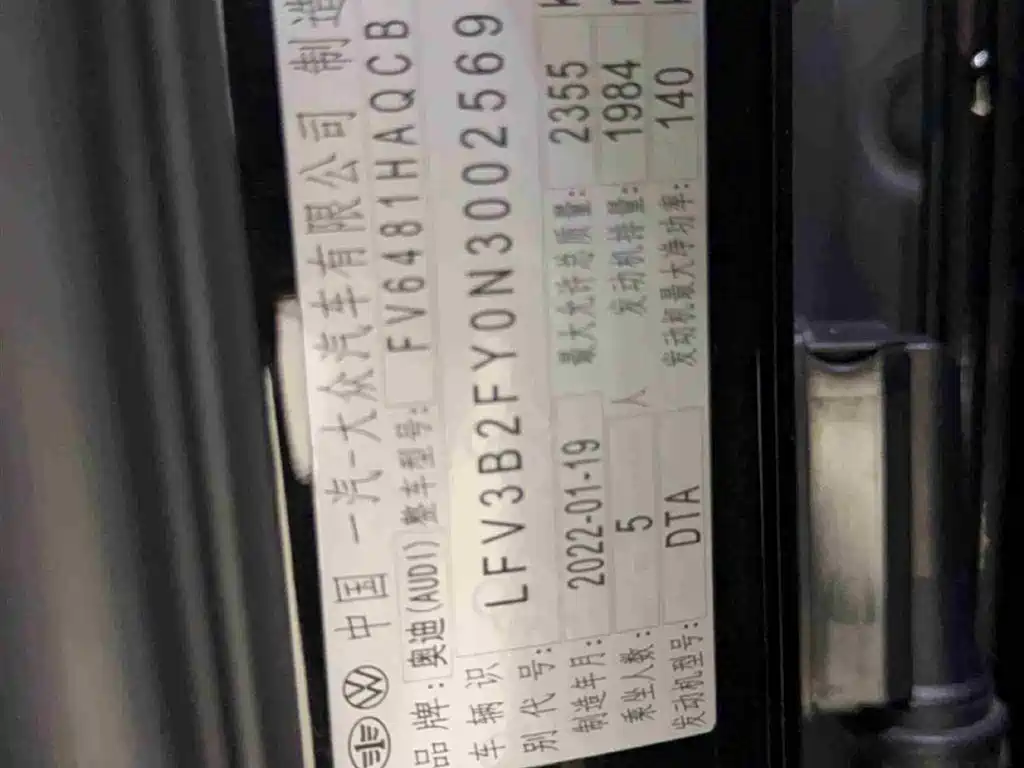 中国 一汽-大众汽车有限公司 制造
品牌: 奥迪(AUDI) 整车型号: FV6481HAQCB
车辆识别代号: LFV3B2FY0N3002569
制造年月: 2022-01-19 最大允许总质量: 2355
乘坐人数: 5 人 发动机排量: 1984
发动机型号: DTA 发动机最大净功率: 140